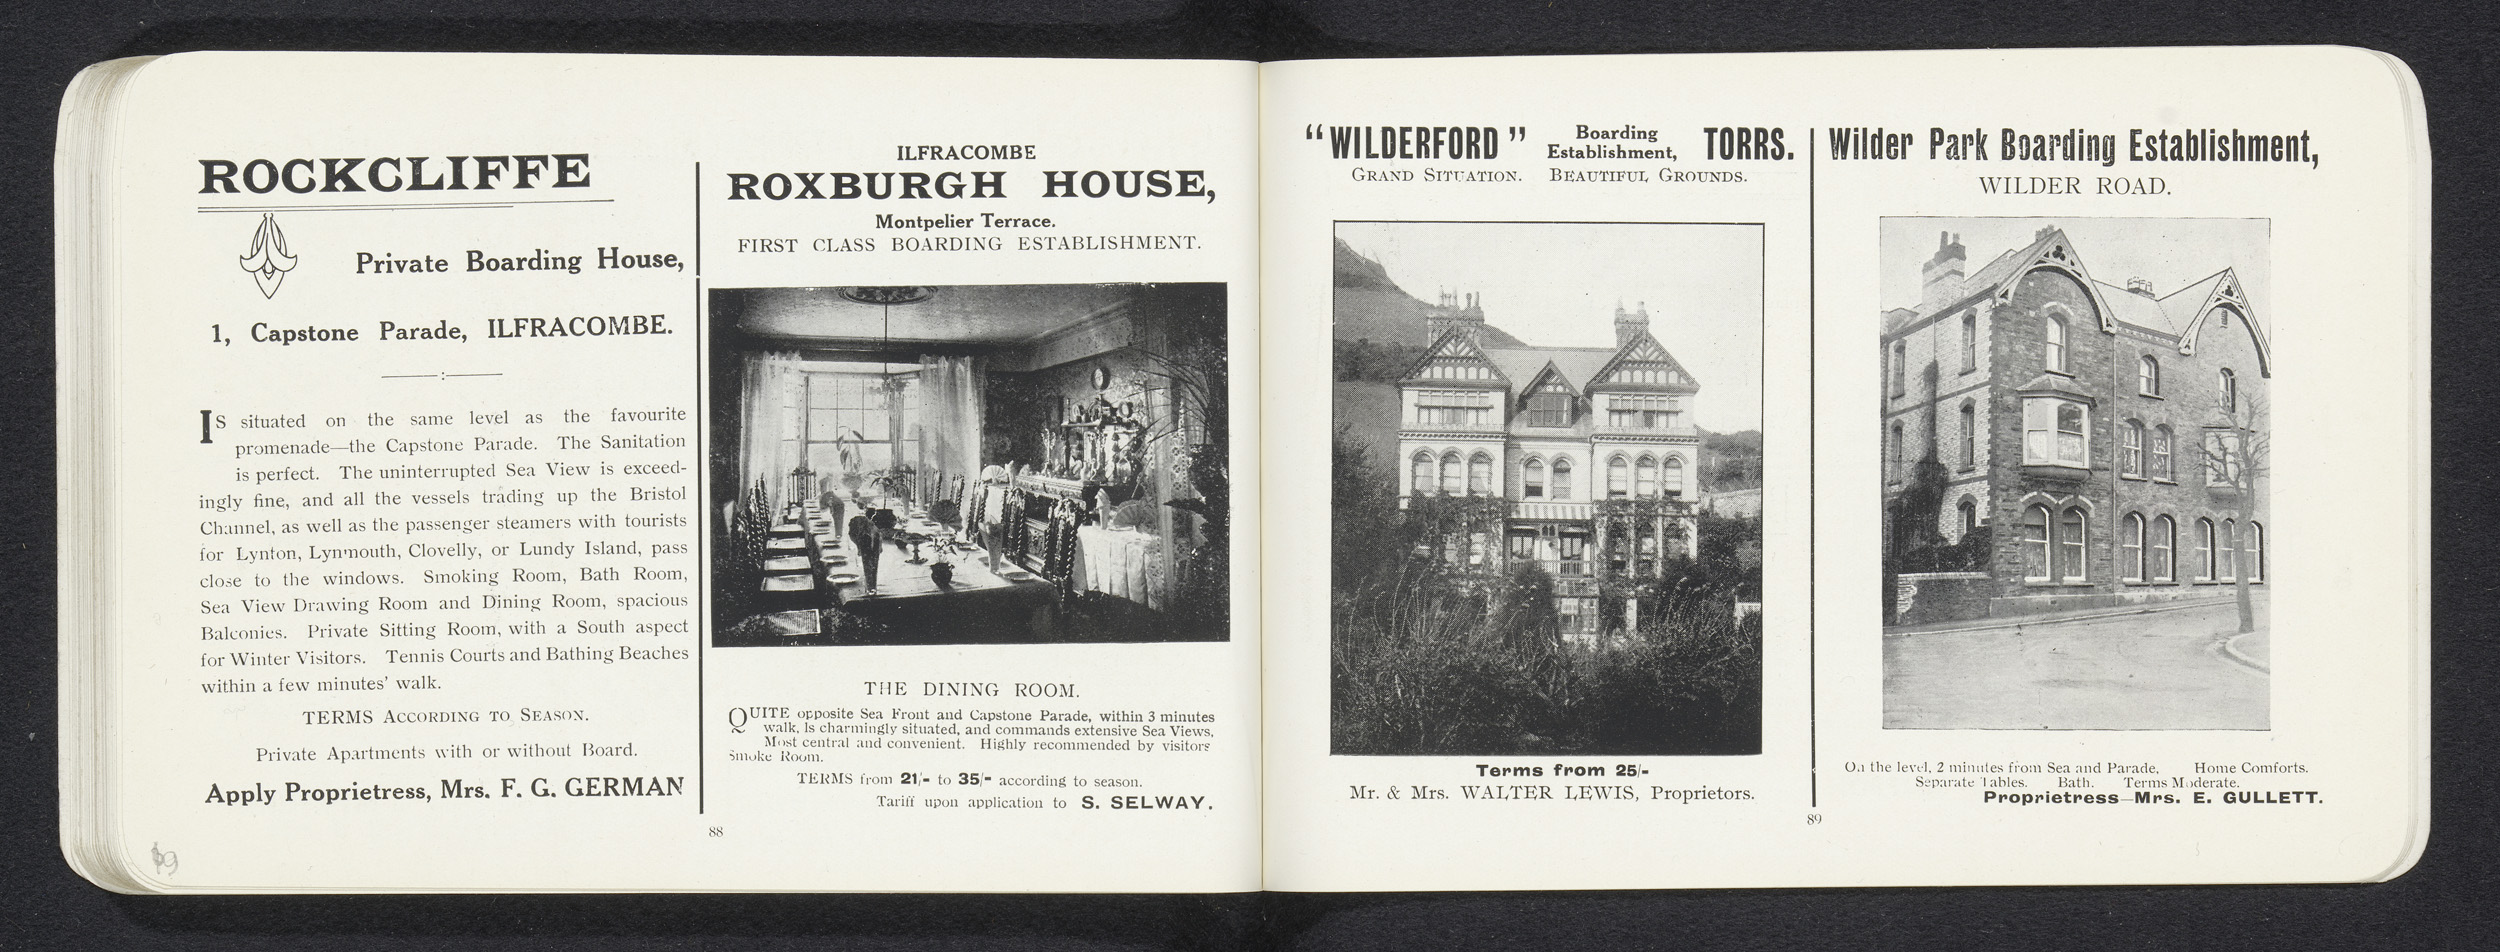 ROCKCLIFFE
Private Boarding House,
1, Capstone Parade, ILFRACOMBE.
Is situated on the same level as the favourite
promenade—the Capstone Parade. The Sanitation
is perfect. The uninterrupted Sea View is exceed-
ingly fine, and all the vessels trading up the Bristol
Channel, as well as the passenger steamers with tourists
for Lynton, Lynmouth, Clovelly, or Lundy Island, pass
close to the windows. Smoking Room, Bath Room,
Sea View Drawing Room and Dining Room, spacious
Balconies. Private Sitting Room, with a South aspect
for Winter Visitors. Tennis Courts and Bathing Beaches
within a few minutes' walk.
TERMS ACCORDING TO SEASON.
Private Apartments with or without Board.
Apply Proprietress, Mrs. F. G. GERMAN
ILFRACOMBE
ROXBURGH HOUSE,
Montpelier Terrace.
FIRST CLASS BOARDING ESTABLISHMENT.
THE DINING ROOM.
QUITE opposite Sea Front and Capstone Parade, within 3 minutes
walk, Is charmingly situated, and commands extensive Sea Views,
Most central and convenient. Highly recommended by visitors
Smoke Room.
TERMS from 21/- to 35/- according to season.
Tariff upon application to S. SELWAY.
88
"WILDERFORD" Boarding Establishment, TORRS.
GRAND SITUATION. BEAUTIFUL GROUNDS.
Terms from 25/-
Mr. & Mrs. WALTER LEWIS, Proprietors.
Wilder Park Boarding Establishment,
WILDER ROAD.
On the level, 2 minutes from Sea and Parade, Home Comforts.
Separate Tables. Bath. Terms Moderate.
Proprietress—Mrs. E. GULLETT.
89